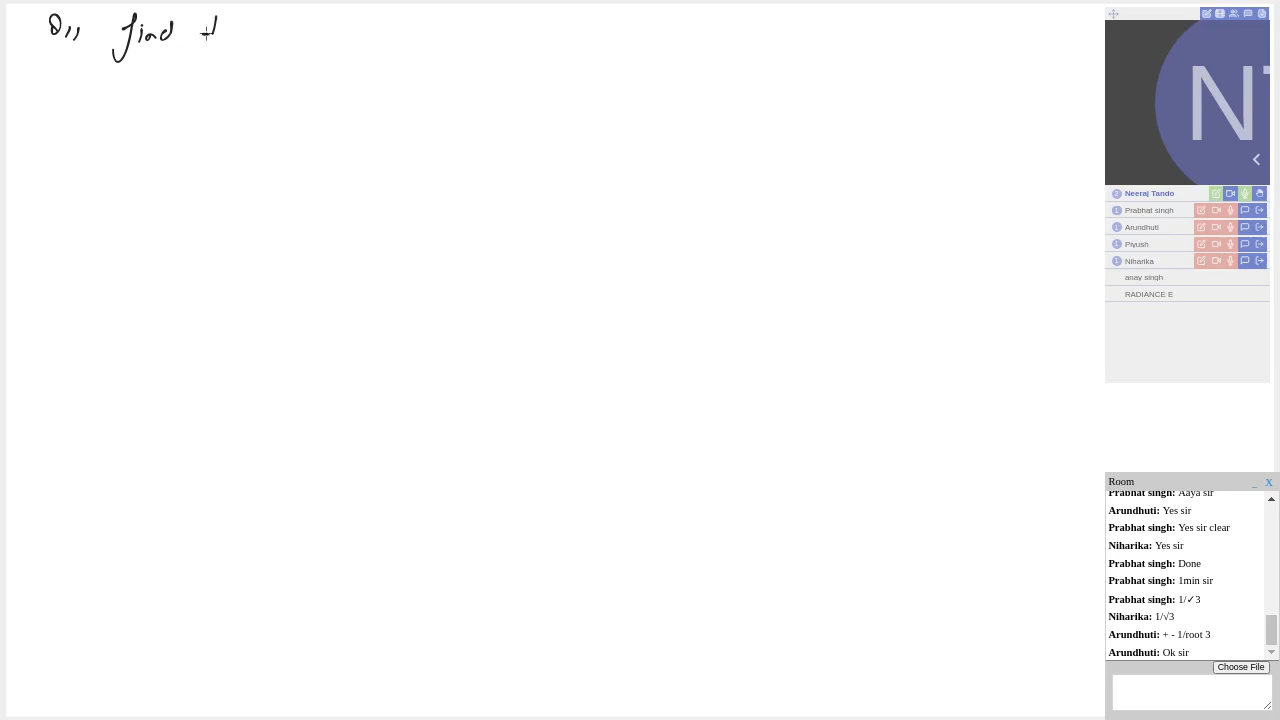 Q,, find
NT
Neeraj Tando
Prabhat singh
Arundhuti
Piyush
Niharika
anay singh
RADIANCE E
Room _ X
Prabhat singh: Aaya sir
Arundhuti: Yes sir
Prabhat singh: Yes sir clear
Niharika: Yes sir
Prabhat singh: Done
Prabhat singh: 1min sir
Prabhat singh: 1/✓3
Niharika: 1/√3
Arundhuti: + - 1/root 3
Arundhuti: Ok sir
Choose File